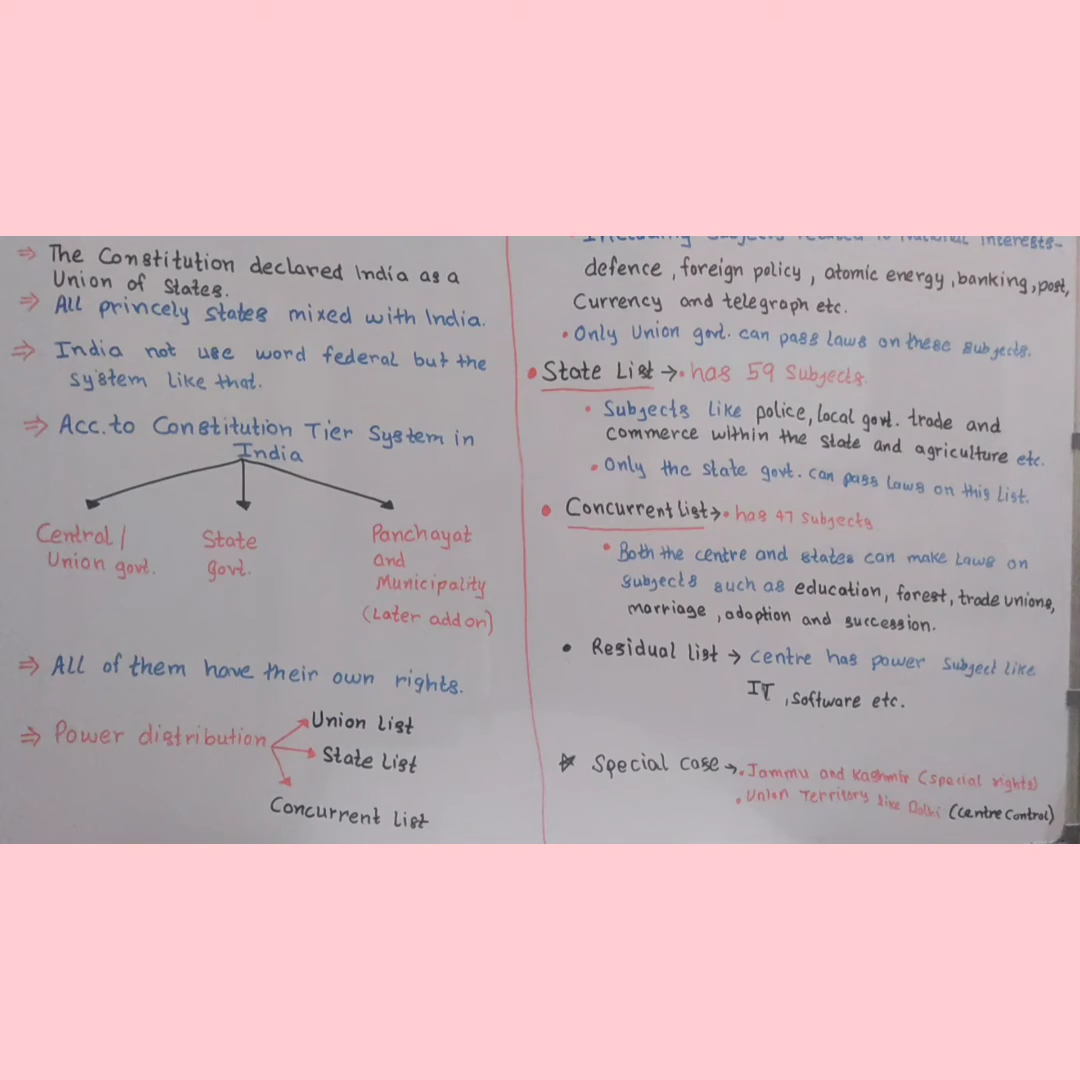 ⇒ The Constitution declared India as a
Union of States.
⇒ All princely states mixed with India.
⇒ India not use word federal but the
system like that.
⇒ Acc. to Constitution Tier System in
India
Central /
Union govt.
State
govt.
Panchayat
and
Municipality
(Later add on)
⇒ All of them have their own rights.
⇒ Power distribution
Union List
State List
Concurrent List
Including subjects related to National interests-
defence, foreign policy, atomic energy, banking, post,
Currency and telegraph etc.
• Only Union govt. can pass laws on these subjects.
• State List → • has 59 Subjects.
• Subjects like police, local govt. trade and
commerce within the state and agriculture etc.
• Only the state govt. can pass laws on this list.
• Concurrent list → • has 47 subjects
• Both the centre and states can make laws on
subjects such as education, forest, trade unions,
marriage, adoption and succession.
• Residual list → centre has power subject like
IT, software etc.
* Special case → • Jammu and Kashmir (special rights)
• Union Territory like Delhi (centre control)